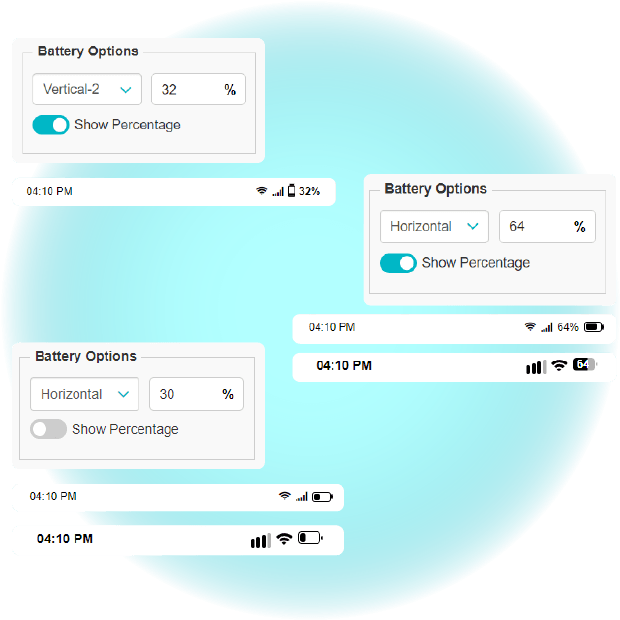 Battery Options
Vertical-2 32 %
Show Percentage
04:10 PM 32%
Battery Options
Horizontal 64 %
Show Percentage
04:10 PM 64%
04:10 PM 64
Battery Options
Horizontal 30 %
Show Percentage
04:10 PM
04:10 PM